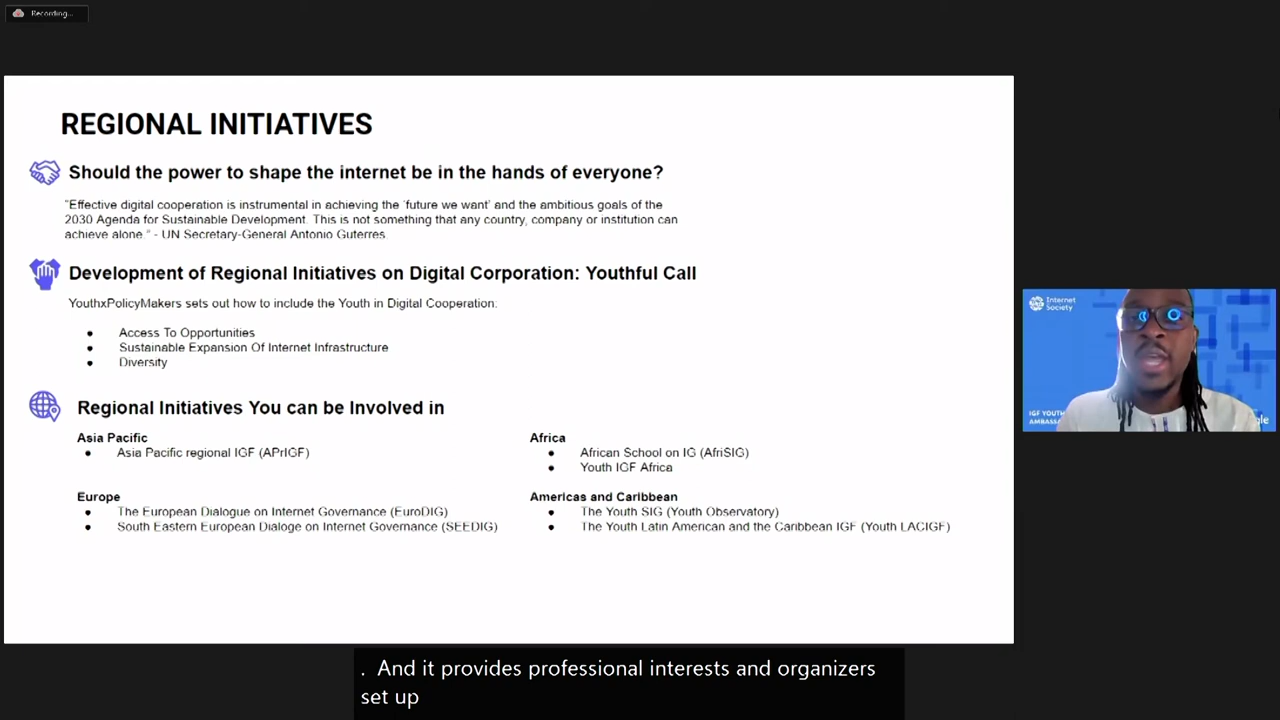 Recording...
REGIONAL INITIATIVES
Should the power to shape the internet be in the hands of everyone?
"Effective digital cooperation is instrumental in achieving the 'future we want' and the ambitious goals of the
2030 Agenda for Sustainable Development. This is not something that any country, company or institution can
achieve alone." - UN Secretary-General Antonio Guterres.
Development of Regional Initiatives on Digital Corporation: Youthful Call
YouthxPolicyMakers sets out how to include the Youth in Digital Cooperation:
● Access To Opportunities
● Sustainable Expansion Of Internet Infrastructure
● Diversity
Regional Initiatives You can be Involved in
Asia Pacific
● Asia Pacific regional IGF (APrIGF)
Europe
● The European Dialogue on Internet Governance (EuroDIG)
● South Eastern European Dialoge on Internet Governance (SEEDIG)
Africa
● African School on IG (AfriSIG)
● Youth IGF Africa
Americas and Caribbean
● The Youth SIG (Youth Observatory)
● The Youth Latin American and the Caribbean IGF (Youth LACIGF)
Internet
Society
IGF YOUTH
AMBASSA
. And it provides professional interests and organizers
set up